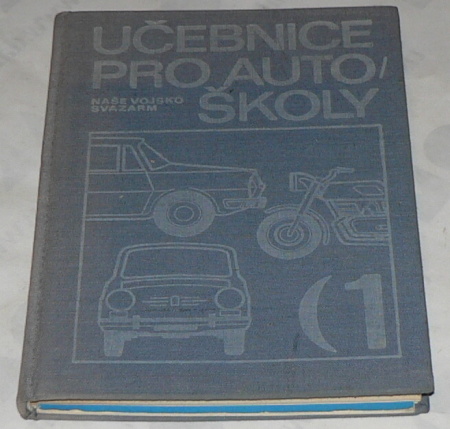 UČEBNICE
PRO AUTO/
ŠKOLY
NAŠE VOJSKO
SVAZARM
(1